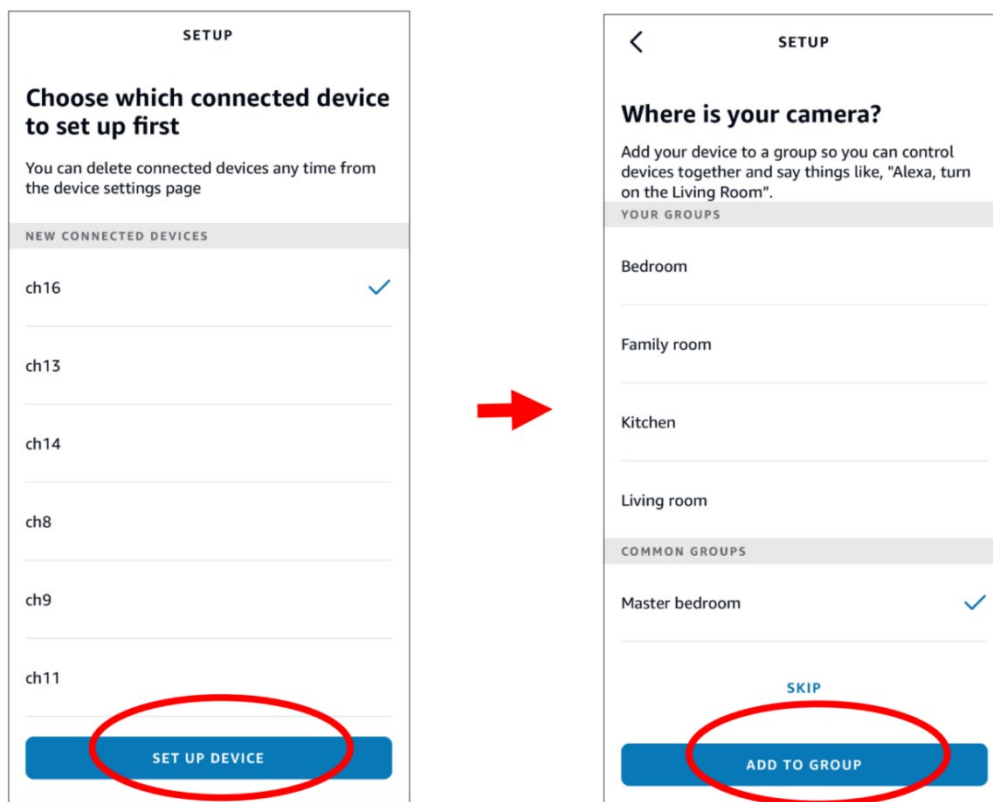 SETUP
Choose which connected device
to set up first
You can delete connected devices any time from
the device settings page
NEW CONNECTED DEVICES
ch16
ch13
ch14
ch8
ch9
ch11
SET UP DEVICE
SETUP
Where is your camera?
Add your device to a group so you can control
devices together and say things like, "Alexa, turn
on the Living Room".
YOUR GROUPS
Bedroom
Family room
Kitchen
Living room
COMMON GROUPS
Master bedroom
SKIP
ADD TO GROUP